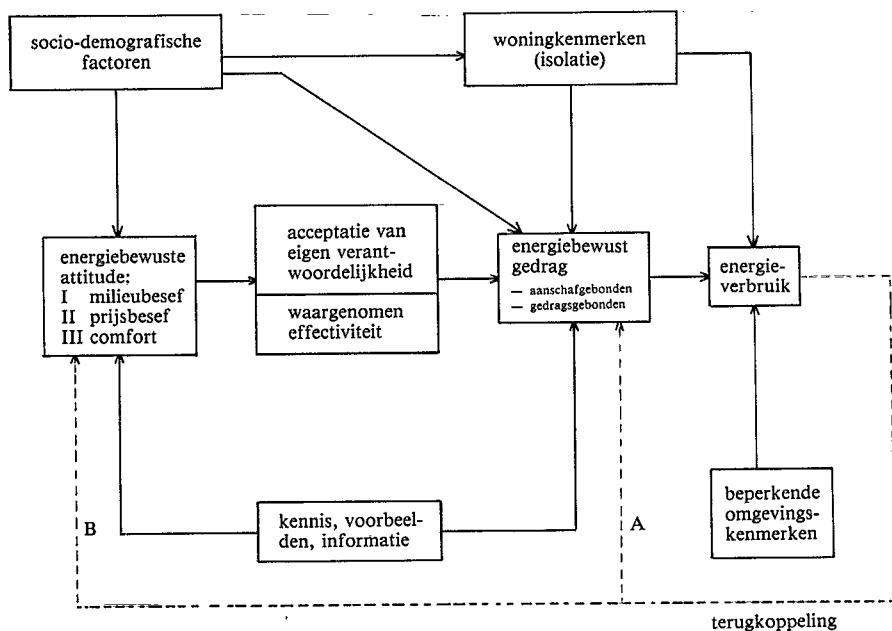 socio-demografische
factoren
woningkenmerken
(isolatie)
energiebewuste
attitude;
I milieubesef
II prijsbesef
III comfort
acceptatie van
eigen verant-
woordelijkheid
waargenomen
effectiviteit
energiebewust
gedrag
— aanschafgebonden
— gedragsgebonden
energie-
verbruik
B
kennis, voorbeel-
den, informatie
A
beperkende
omgevings-
kenmerken
terugkoppeling